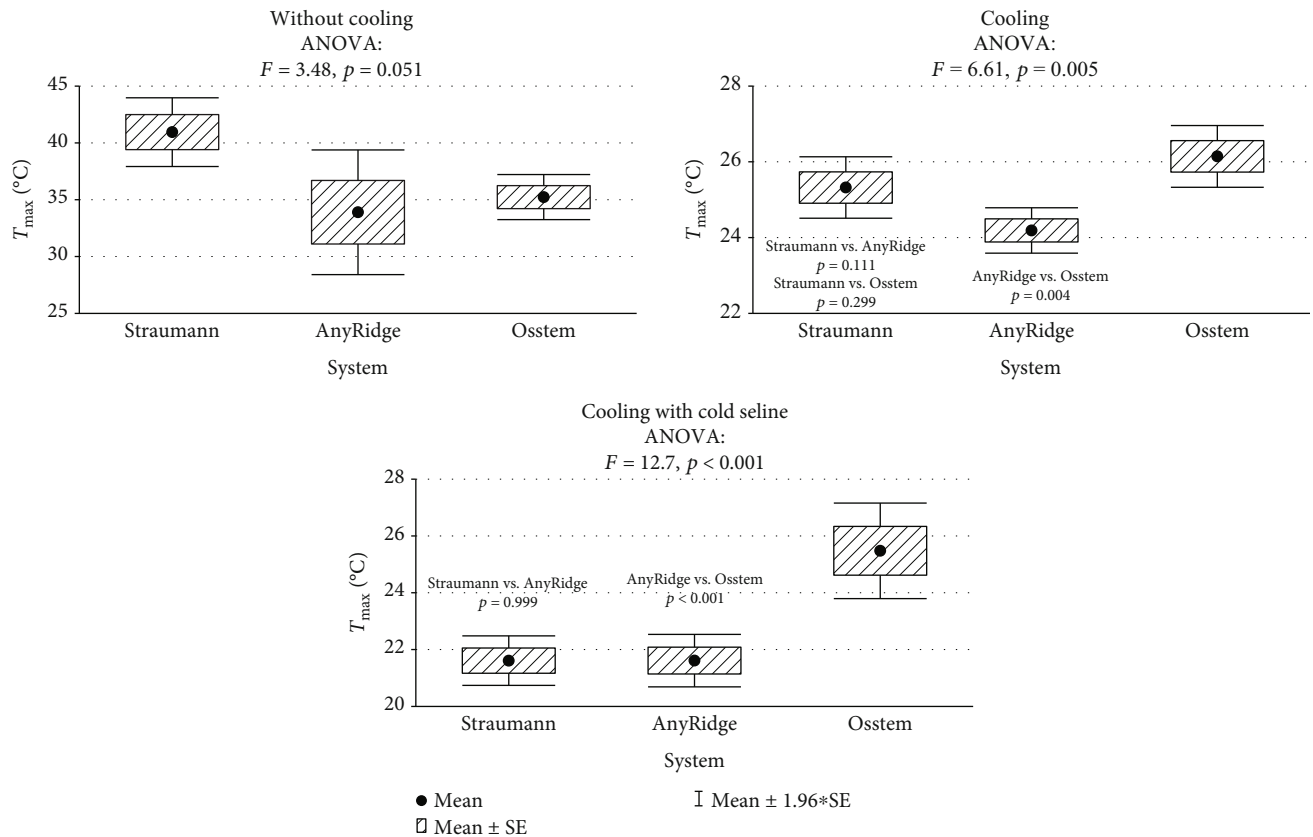 Without cooling
ANOVA:
F = 3.48, p = 0.051
45
40
35
30
25
T_max (°C)
Straumann AnyRidge Osstem
System
Cooling
ANOVA:
F = 6.61, p = 0.005
28
26
24
22
T_max (°C)
Straumann vs. AnyRidge
p = 0.111
Straumann vs. Osstem
p = 0.299
AnyRidge vs. Osstem
p = 0.004
Straumann AnyRidge Osstem
System
Cooling with cold seline
ANOVA:
F = 12.7, p < 0.001
28
26
24
22
20
T_max (°C)
Straumann vs. AnyRidge
p = 0.999
AnyRidge vs. Osstem
p < 0.001
Straumann AnyRidge Osstem
System
Mean
Mean ± SE
Mean ± 1.96*SE